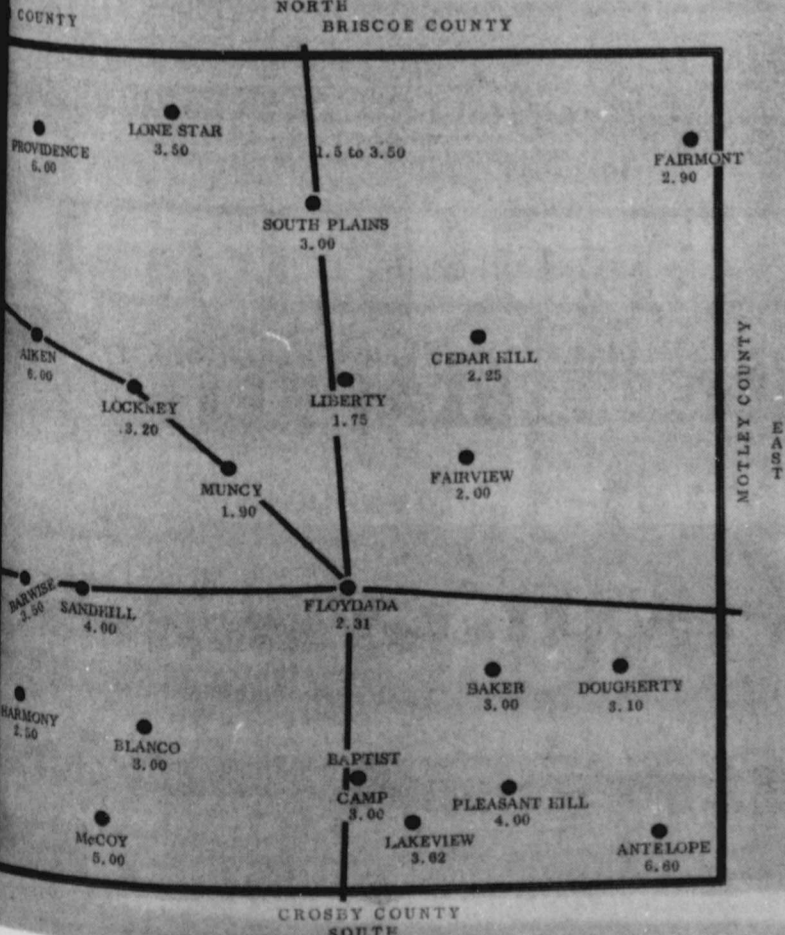 COUNTY
NORTH
BRISCOE COUNTY
PROVIDENCE
6.00
LONE STAR
3.50
1.5 to 3.50
FAIRMONT
2.90
SOUTH PLAINS
3.00
AIKEN
6.00
CEDAR HILL
2.25
LOCKNEY
3.20
LIBERTY
1.75
MOTLEY COUNTY
EAST
MUNCY
1.90
FAIRVIEW
2.00
BARWISE
3.50
SANDHILL
4.00
FLOYDADA
2.31
BAKER
3.00
DOUGHERTY
3.10
HARMONY
BLANCO
3.00
BAPTIST
CAMP
3.00
McCOY
5.00
LAKEVIEW
3.62
PLEASANT HILL
4.00
ANTELOPE
6.60
CROSBY COUNTY
SOUTH